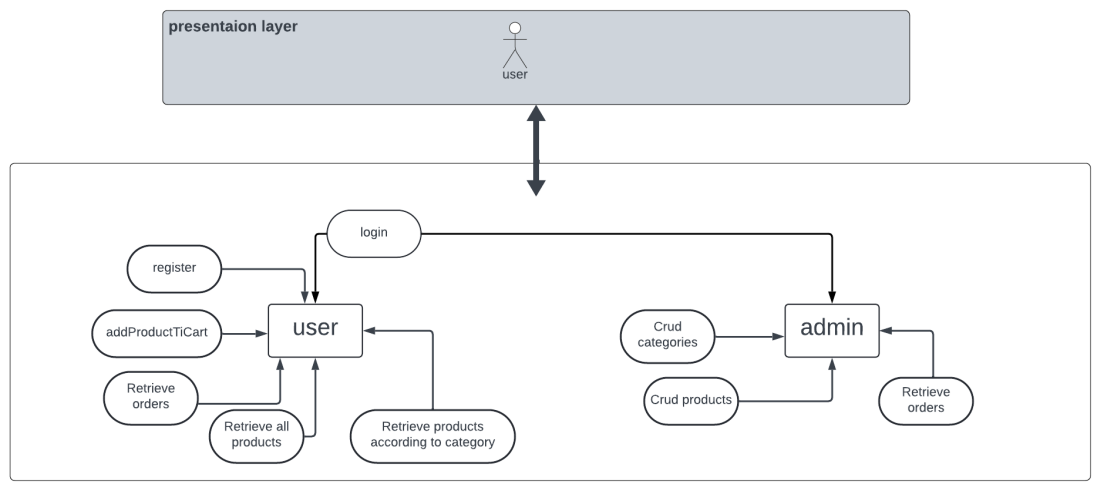 presentaion layer
user
login
register
addProductTiCart
user
Retrieve
orders
Retrieve all
products
Retrieve products
according to category
admin
Crud
categories
Crud products
Retrieve
orders